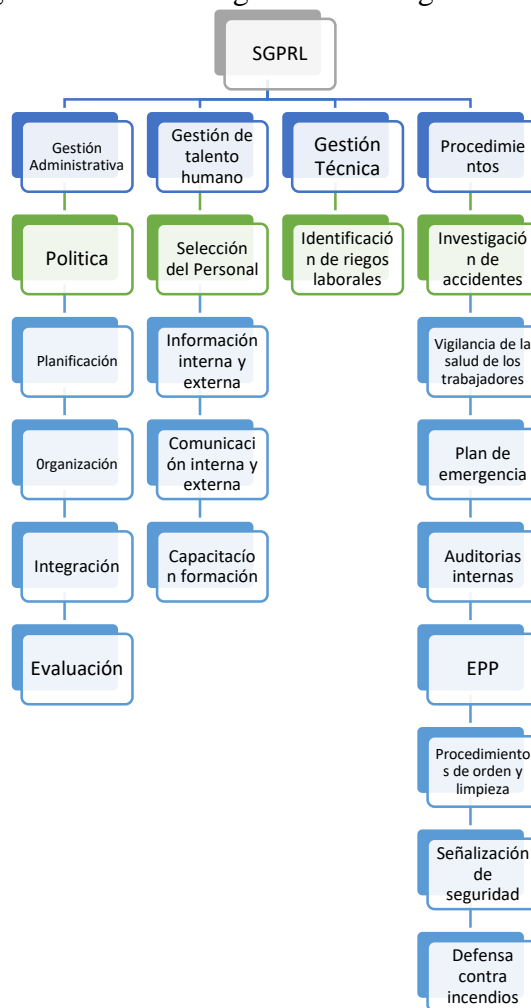 SGPRL
Gestión
Administrativa
Gestión de
talento
humano
Gestión
Técnica
Procedimie
ntos
Politica
Selección
del Personal
Identificació
n de riegos
laborales
Investigació
n de
accidentes
Planificación
Información
interna y
externa
Vigilancia de la
salud de los
trabajadores
0rganización
Comunicaci
ón interna y
externa
Plan de
emergencia
Integración
Capacitacío
n formación
Auditorias
internas
Evaluación
EPP
Procedimiento
s de orden y
limpieza
Señalización
de
seguridad
Defensa
contra
incendios